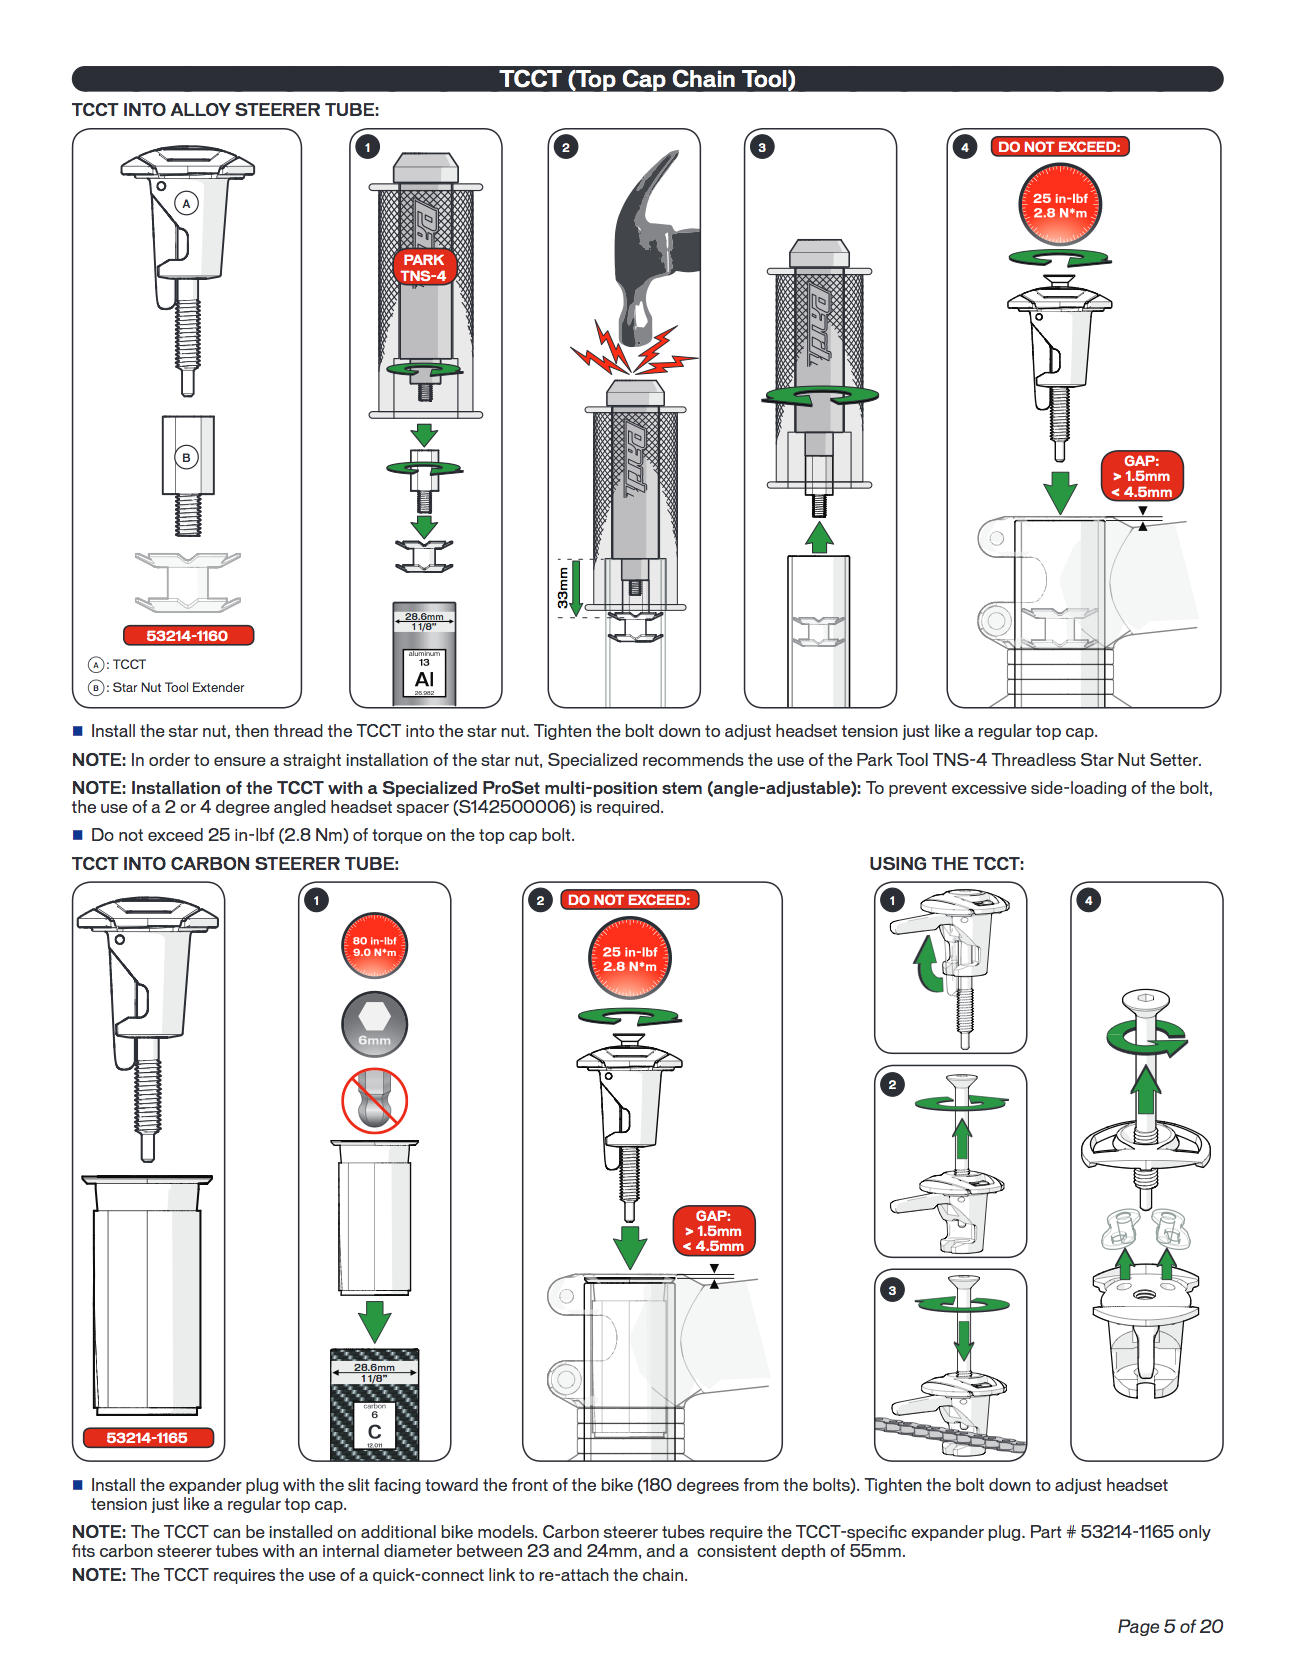 TCCT (Top Cap Chain Tool)
TCCT INTO ALLOY STEERER TUBE:
A
B
53214-1160
A : TCCT
B : Star Nut Tool Extender
1
Park
PARK
TNS-4
28.6mm
1 1/8"
aluminum
13
Al
26.982
2
Park
33mm
3
Park
4
DO NOT EXCEED:
25 in-lbf
2.8 N*m
GAP:
> 1.5mm
< 4.5mm
■ Install the star nut, then thread the TCCT into the star nut. Tighten the bolt down to adjust headset tension just like a regular top cap.
NOTE: In order to ensure a straight installation of the star nut, Specialized recommends the use of the Park Tool TNS-4 Threadless Star Nut Setter.
NOTE: Installation of the TCCT with a Specialized ProSet multi-position stem (angle-adjustable): To prevent excessive side-loading of the bolt,
the use of a 2 or 4 degree angled headset spacer (S142500006) is required.
■ Do not exceed 25 in-lbf (2.8 Nm) of torque on the top cap bolt.
TCCT INTO CARBON STEERER TUBE:
53214-1165
1
80 in-lbf
9.0 N*m
6mm
28.6mm
1 1/8"
carbon
6
C
12.011
2
DO NOT EXCEED:
25 in-lbf
2.8 N*m
GAP:
> 1.5mm
< 4.5mm
USING THE TCCT:
1
2
3
4
■ Install the expander plug with the slit facing toward the front of the bike (180 degrees from the bolts). Tighten the bolt down to adjust headset
tension just like a regular top cap.
NOTE: The TCCT can be installed on additional bike models. Carbon steerer tubes require the TCCT-specific expander plug. Part # 53214-1165 only
fits carbon steerer tubes with an internal diameter between 23 and 24mm, and a  consistent depth of 55mm.
NOTE: The TCCT requires the use of a quick-connect link to re-attach the chain.
Page 5 of 20